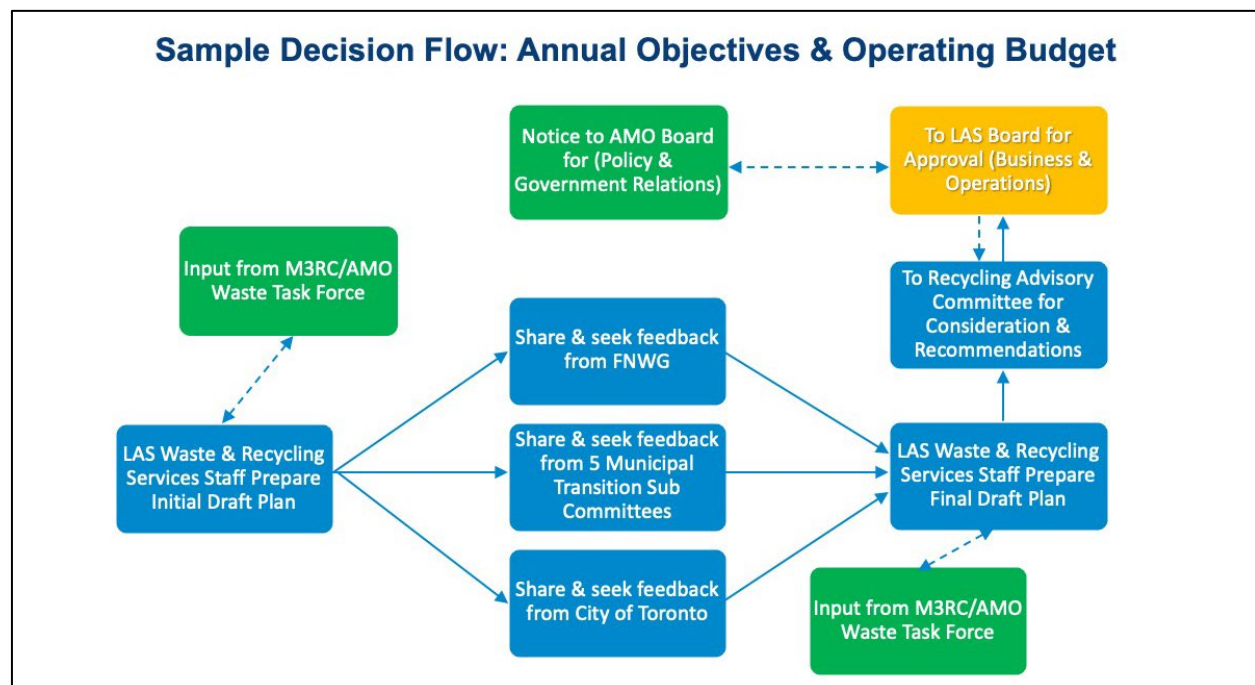 Sample Decision Flow: Annual Objectives & Operating Budget
Notice to AMO Board
for (Policy &
Government Relations)
To LAS Board for
Approval (Business &
Operations)
Input from M3RC/AMO
Waste Task Force
To Recycling Advisory
Committee for
Consideration &
Recommendations
Share & seek feedback
from FNWG
LAS Waste & Recycling
Services Staff Prepare
Initial Draft Plan
Share & seek feedback
from 5 Municipal
Transition Sub
Committees
LAS Waste & Recycling
Services Staff Prepare
Final Draft Plan
Share & seek feedback
from City of Toronto
Input from M3RC/AMO
Waste Task Force